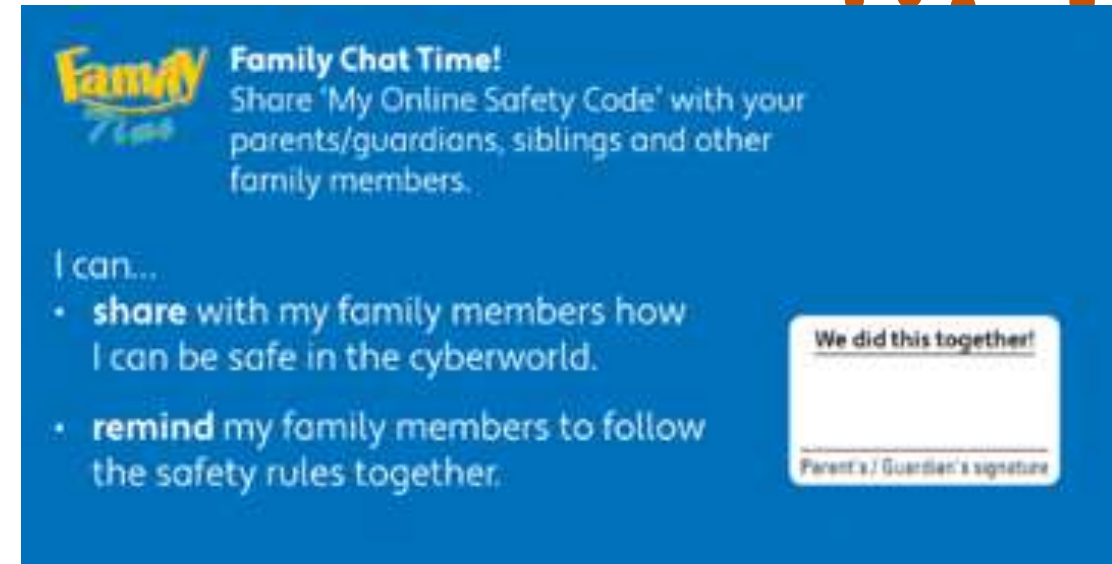 Family
Time
Family Chat Time!
Share 'My Online Safety Code' with your
parents/guardians, siblings and other
family members.
I can...
• share with my family members how
I can be safe in the cyberworld.
• remind my family members to follow
the safety rules together.
We did this together!
Parent's / Guardian's signature